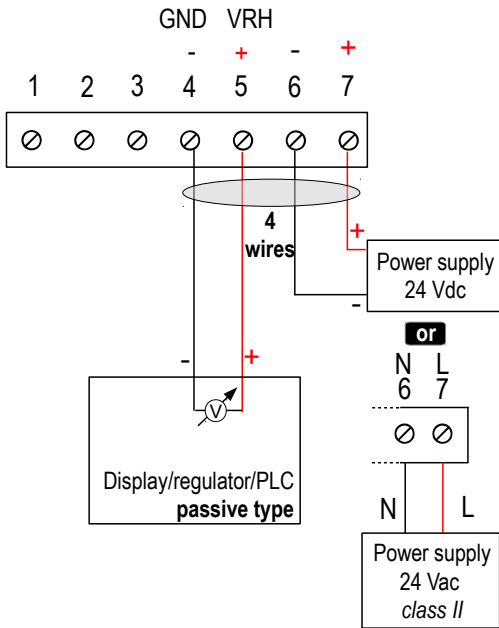 GND VRH
- + - +
1 2 3 4 5 6 7
4
wires
+
Power supply
24 Vdc
-
or
- +
N L
6 7
V
Display/regulator/PLC
passive type
N L
Power supply
24 Vac
class II